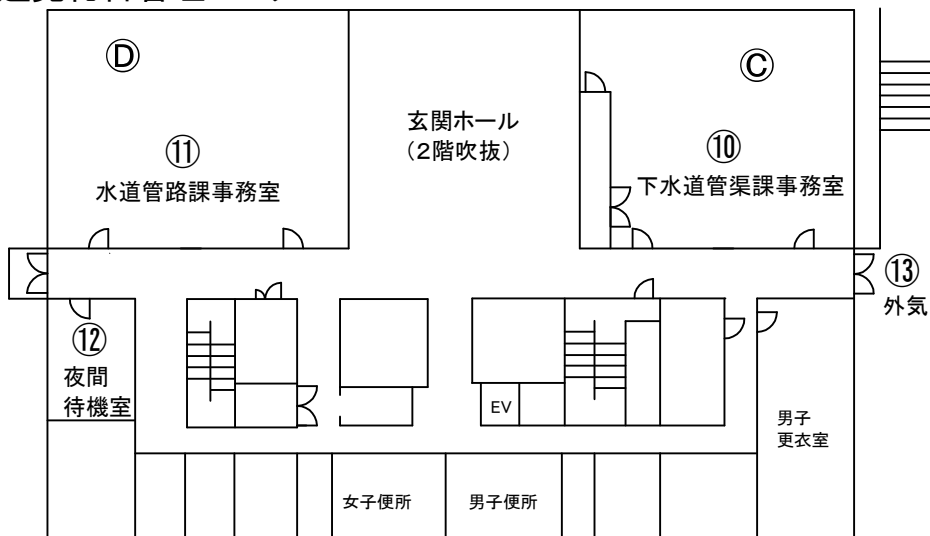 Ⓓ
Ⓒ
玄関ホール
（2階吹抜）
⑪
水道管路課事務室
⑩
下水道管渠課事務室
⑬
外気
⑫
夜間
待機室
EV
男子
更衣室
女子便所
男子便所